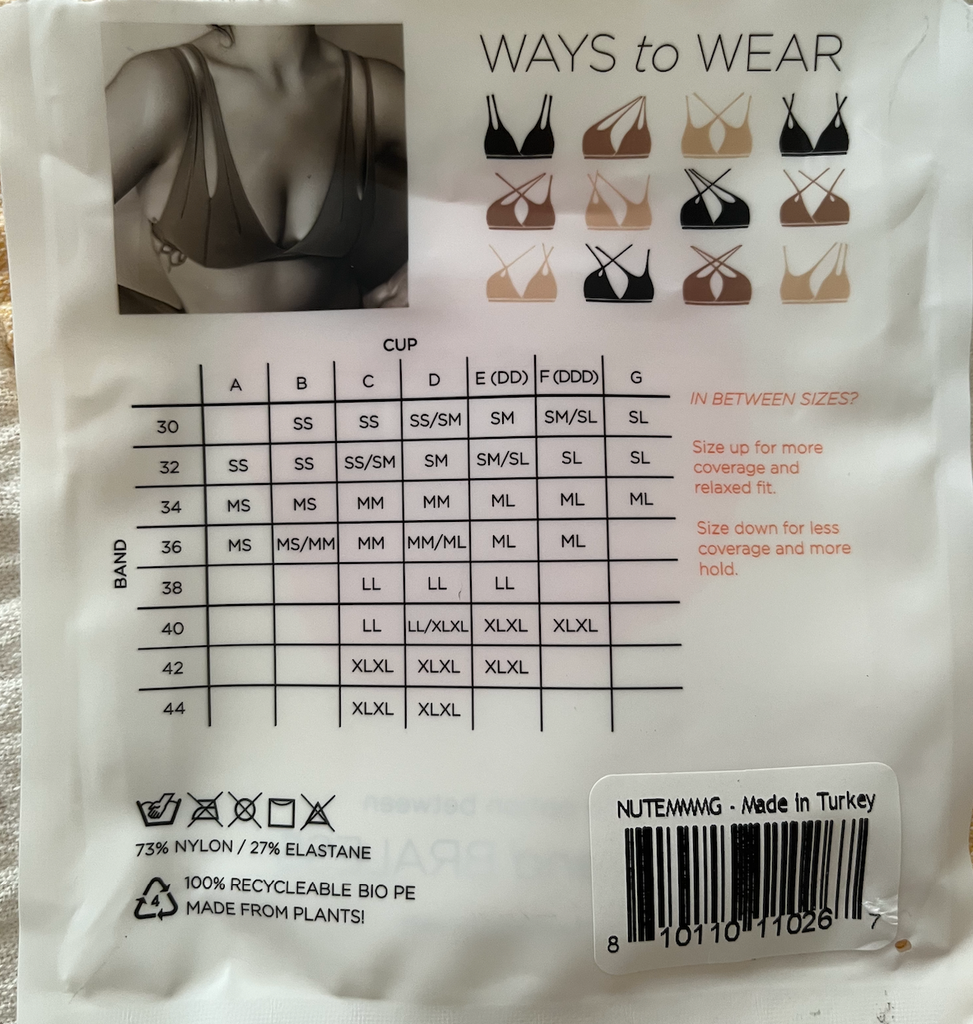 WAYS to WEAR
CUP
A B C D E (DD) F (DDD) G
30 SS SS SS/SM SM SM/SL SL
32 SS SS SS/SM SM SM/SL SL SL
34 MS MS MM MM ML ML ML
36 MS MS/MM MM MM/ML ML ML
38 LL LL LL
40 LL LL/XLXL XLXL XLXL
42 XLXL XLXL XLXL
44 XLXL XLXL
BAND
IN BETWEEN SIZES?
Size up for more
coverage and
relaxed fit.
Size down for less
coverage and more
hold.
73% NYLON / 27% ELASTANE
4
100% RECYCLEABLE BIO PE
MADE FROM PLANTS!
NUTEMMMG - Made in Turkey
8 10110 11026 7